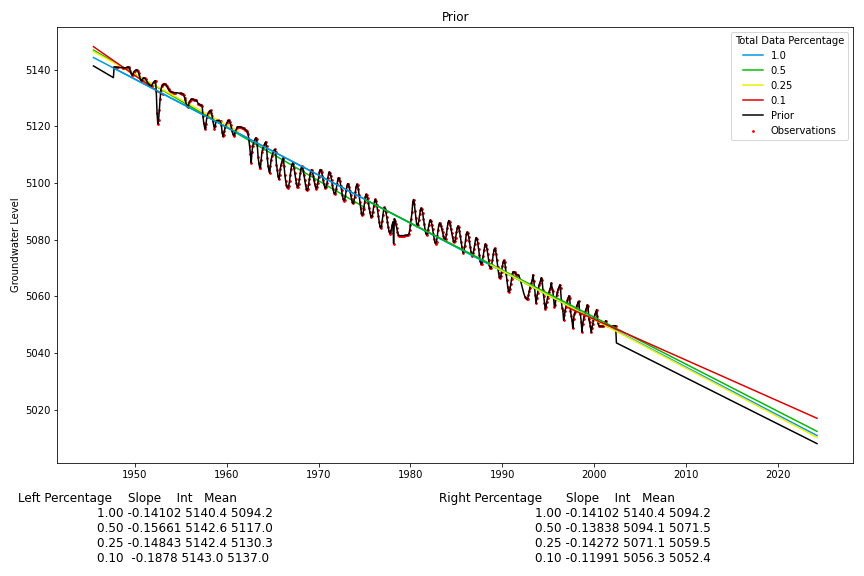 Prior
Total Data Percentage
1.0
0.5
0.25
0.1
Prior
Observations
Groundwater Level
5140
5120
5100
5080
5060
5040
5020
1950 1960 1970 1980 1990 2000 2010 2020
Left Percentage Slope Int Mean
1.00 -0.14102 5140.4 5094.2
0.50 -0.15661 5142.6 5117.0
0.25 -0.14843 5142.4 5130.3
0.10 -0.1878 5143.0 5137.0
Right Percentage Slope Int Mean
1.00 -0.14102 5140.4 5094.2
0.50 -0.13838 5094.1 5071.5
0.25 -0.14272 5071.1 5059.5
0.10 -0.11991 5056.3 5052.4